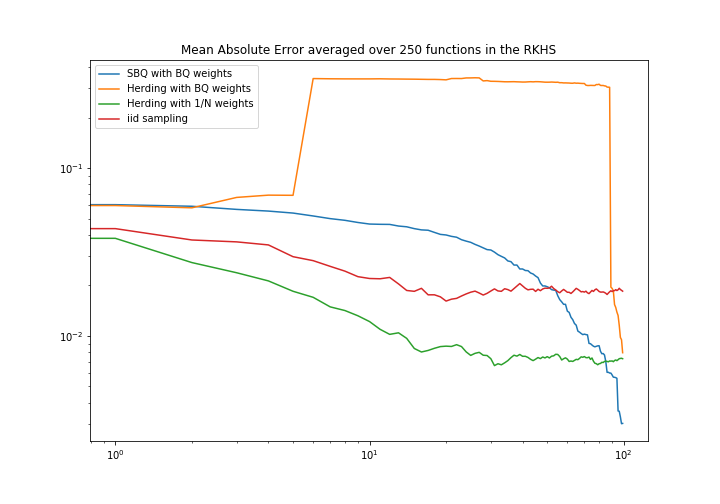 Mean Absolute Error averaged over 250 functions in the RKHS
SBQ with BQ weights
Herding with BQ weights
Herding with 1/N weights
iid sampling
10⁻¹
10⁻²
10⁰
10¹
10²